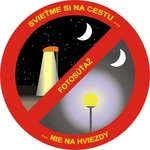 SVIEŤME SI NA CESTU ...
FOTOSÚŤAŽ
... NIE NA HVIEZDY